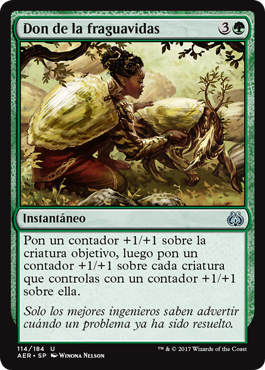 Don de la fraguavidas 3
Instantáneo
Pon un contador +1/+1 sobre la
criatura objetivo, luego pon un
contador +1/+1 sobre cada criatura
que controlas con un contador +1/+1
sobre ella.
Solo los mejores ingenieros saben advertir
cuándo un problema ya ha sido resuelto.
114/184 U
AER • SP Winona Nelson
™ & © 2017 Wizards of the Coast